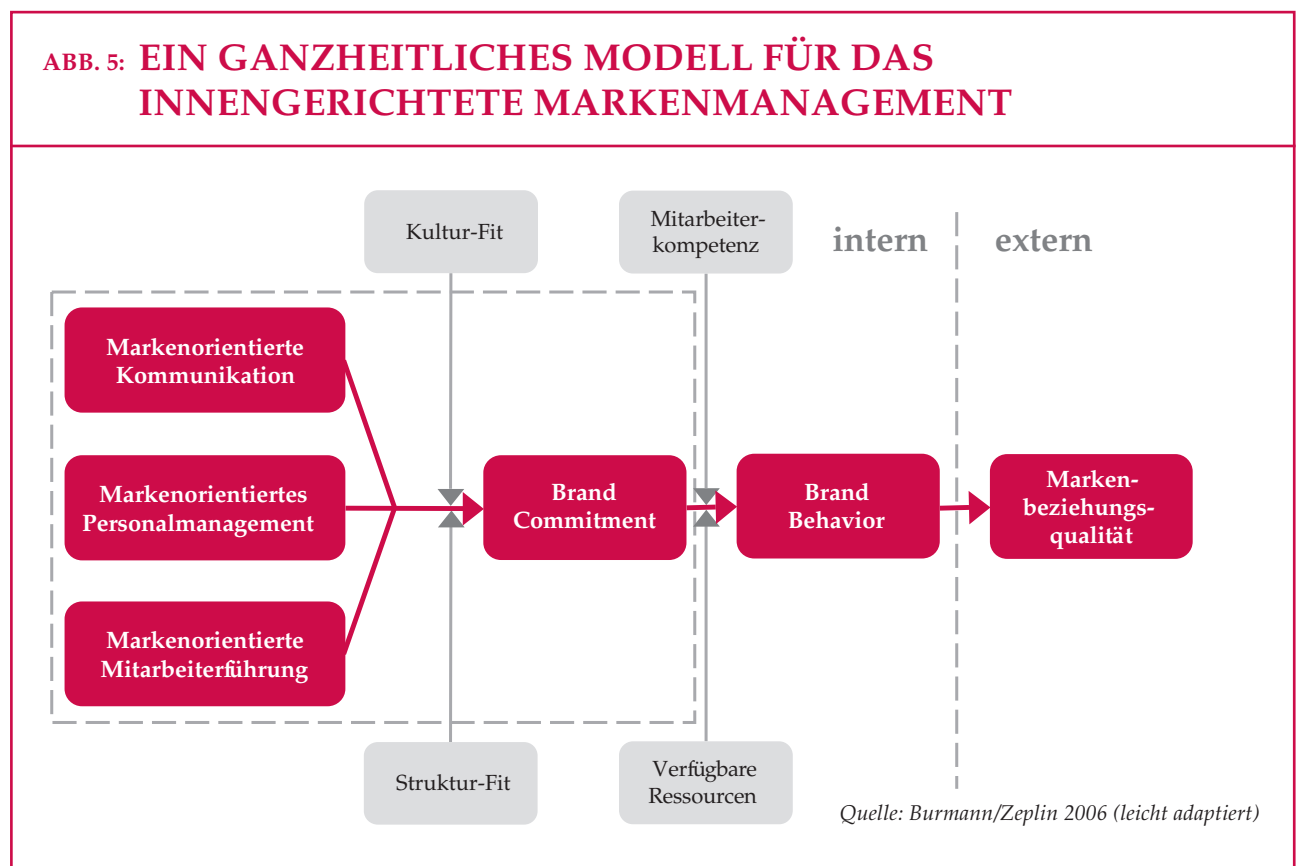 ABB. 5: EIN GANZHEITLICHES MODELL FÜR DAS
INNENGERICHTETE MARKENMANAGEMENT
Kultur-Fit
Mitarbeiter-
kompetenz
intern
extern
Markenorientierte
Kommunikation
Markenorientiertes
Personalmanagement
Markenorientierte
Mitarbeiterführung
Brand
Commitment
Brand
Behavior
Marken-
beziehungs-
qualität
Struktur-Fit
Verfügbare
Ressourcen
Quelle: Burmann/Zeplin 2006 (leicht adaptiert)